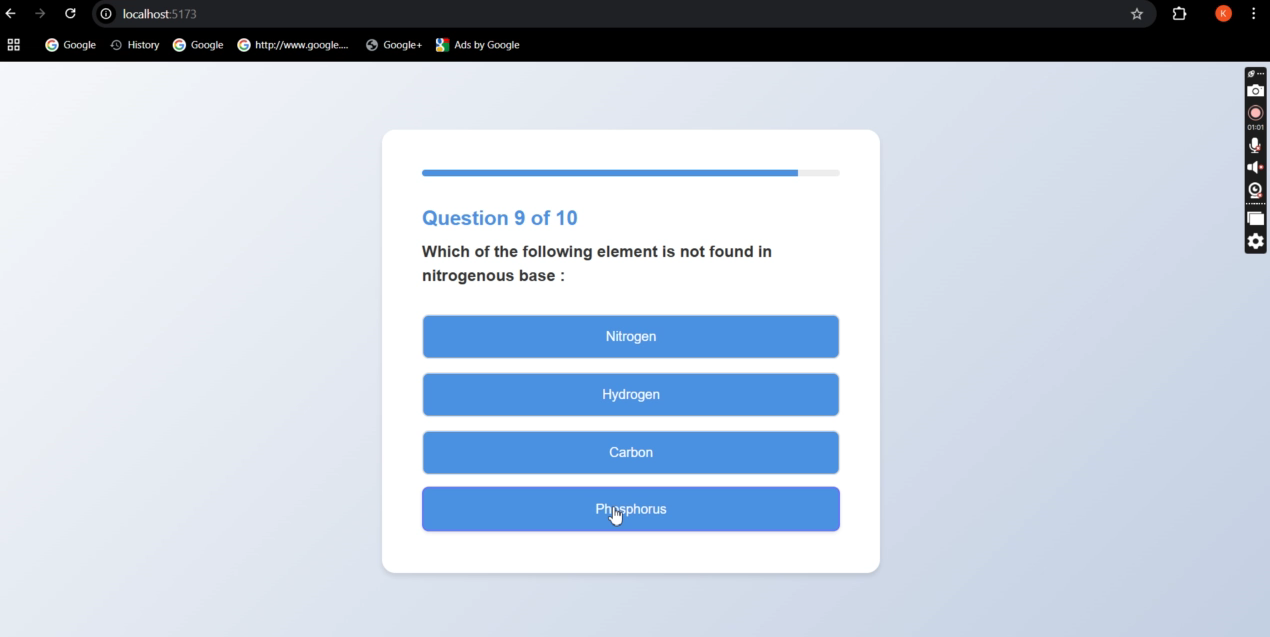 localhost:5173
K
Google
History
Google
http://www.google....
Google+
Ads by Google
01:01
Question 9 of 10
Which of the following element is not found in
nitrogenous base :
Nitrogen
Hydrogen
Carbon
Phosphorus